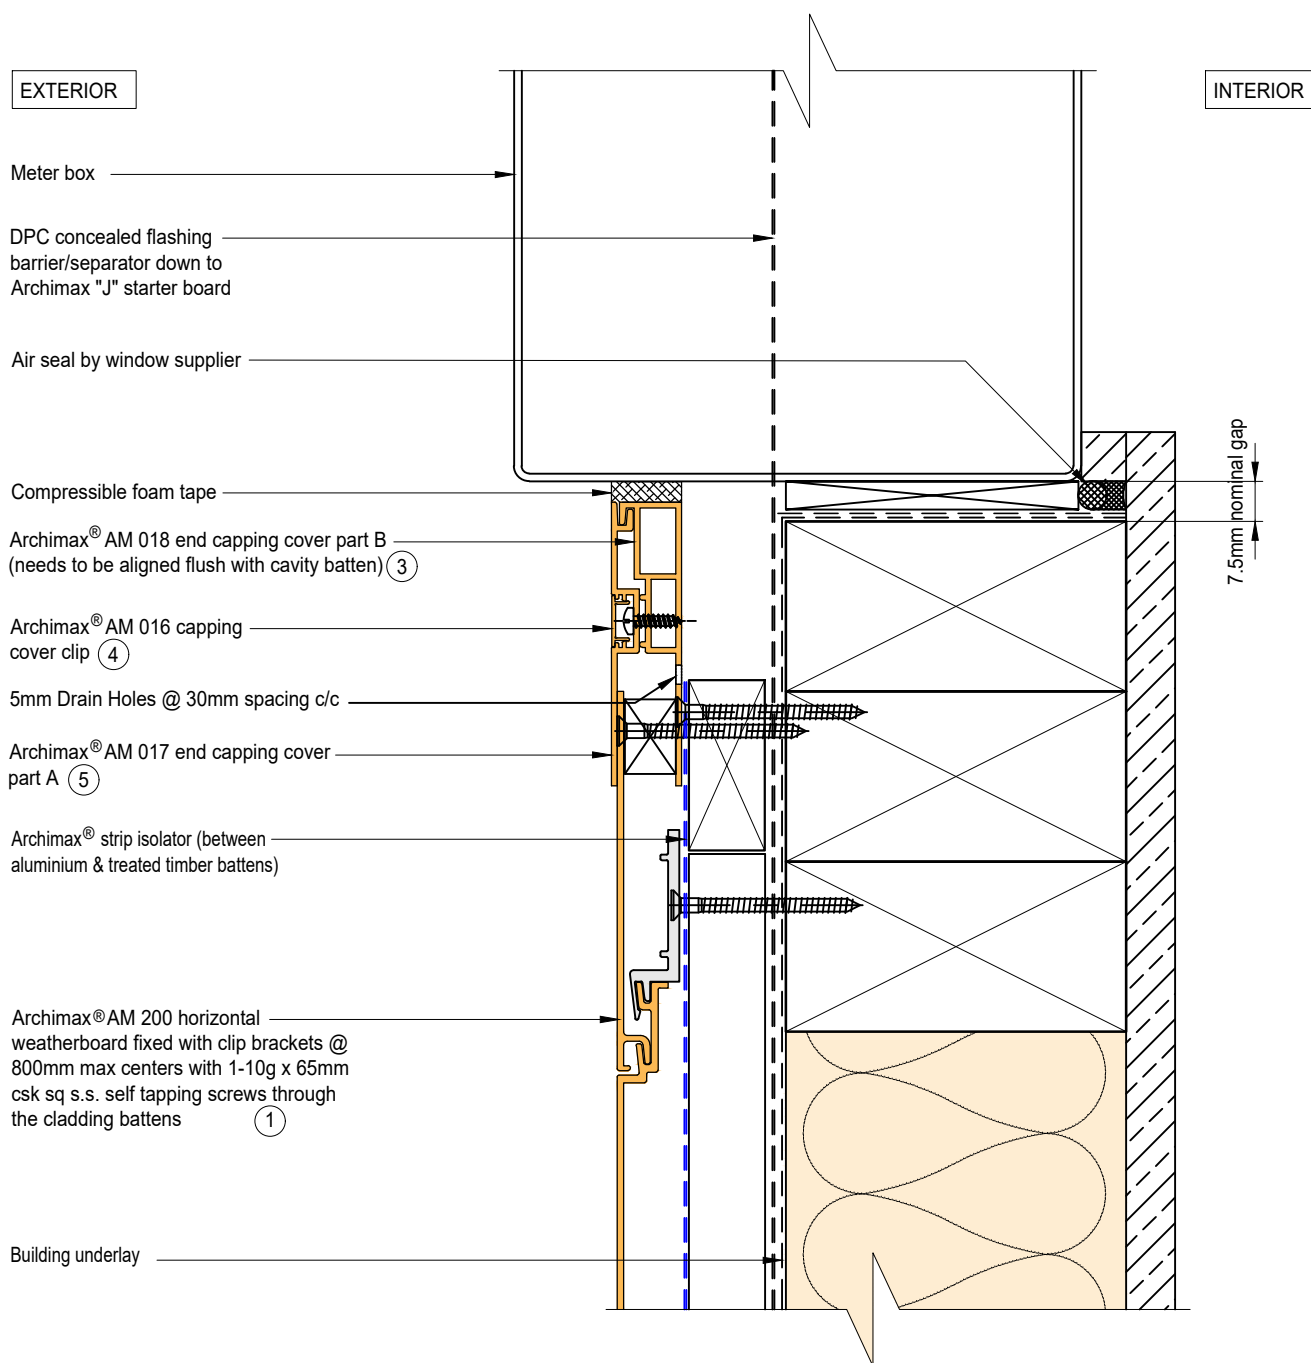 EXTERIOR
INTERIOR
Meter box
DPC concealed flashing
barrier/separator down to
Archimax "J" starter board
Air seal by window supplier
7.5mm nominal gap
Compressible foam tape
Archimax® AM 018 end capping cover part B
(needs to be aligned flush with cavity batten) 3
Archimax® AM 016 capping
cover clip 4
5mm Drain Holes @ 30mm spacing c/c
Archimax® AM 017 end capping cover
part A 5
Archimax® strip isolator (between
aluminium & treated timber battens)
Archimax® AM 200 horizontal
weatherboard fixed with clip brackets @
800mm max centers with 1-10g x 65mm
csk sq s.s. self tapping screws through
the cladding battens 1
Building underlay